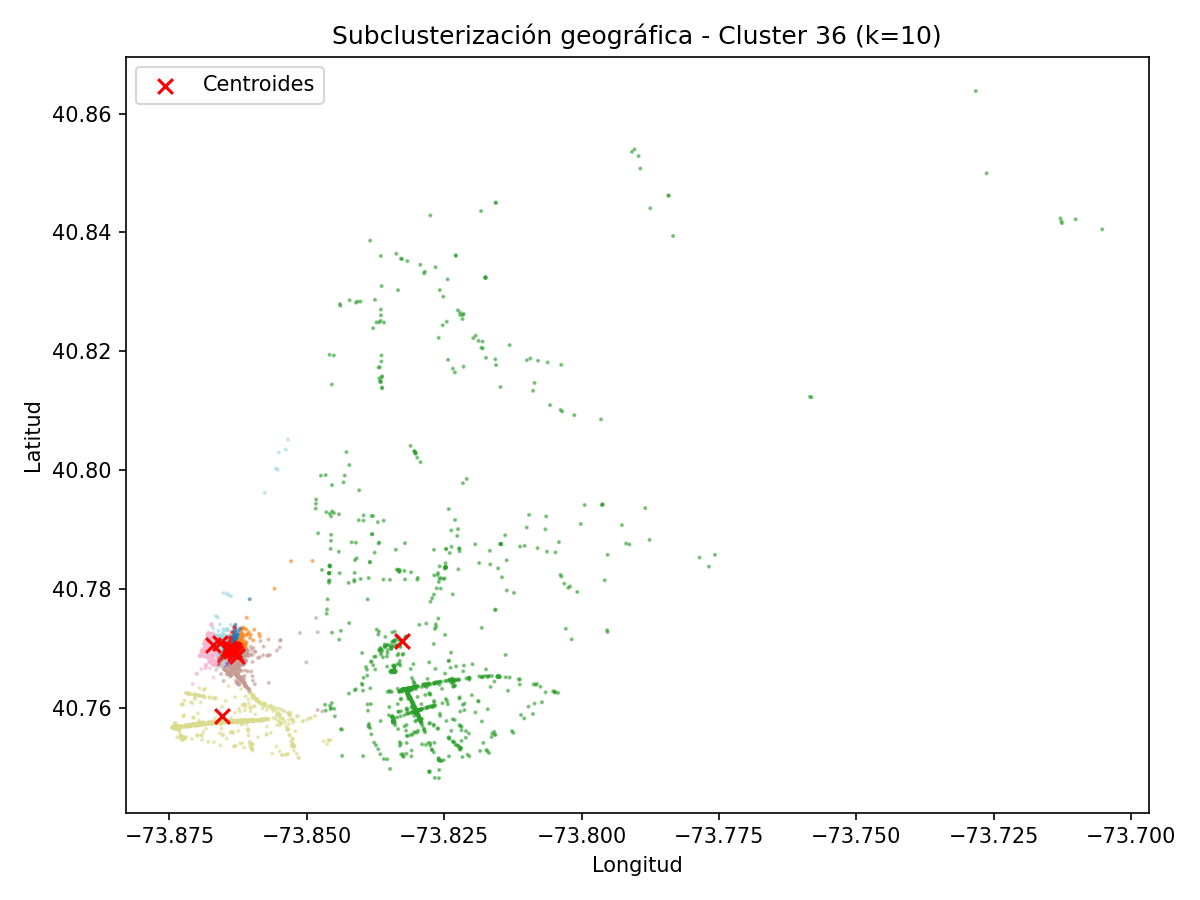 Subclusterización geográfica - Cluster 36 (k=10)
Centroides
40.86
40.84
40.82
40.80
40.78
40.76
Latitud
−73.875 −73.850 −73.825 −73.800 −73.775 −73.750 −73.725 −73.700
Longitud